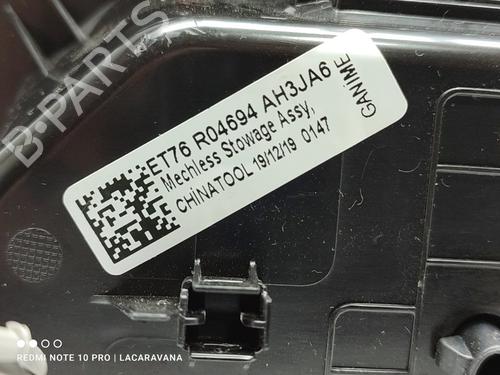 ET76 R04694 AH3JA6
Mechless Stowage Assy,
CHINATOOL 19/12/19 0147
GANiME
B-PARTS
REDMI NOTE 10 PRO | LACARAVANA